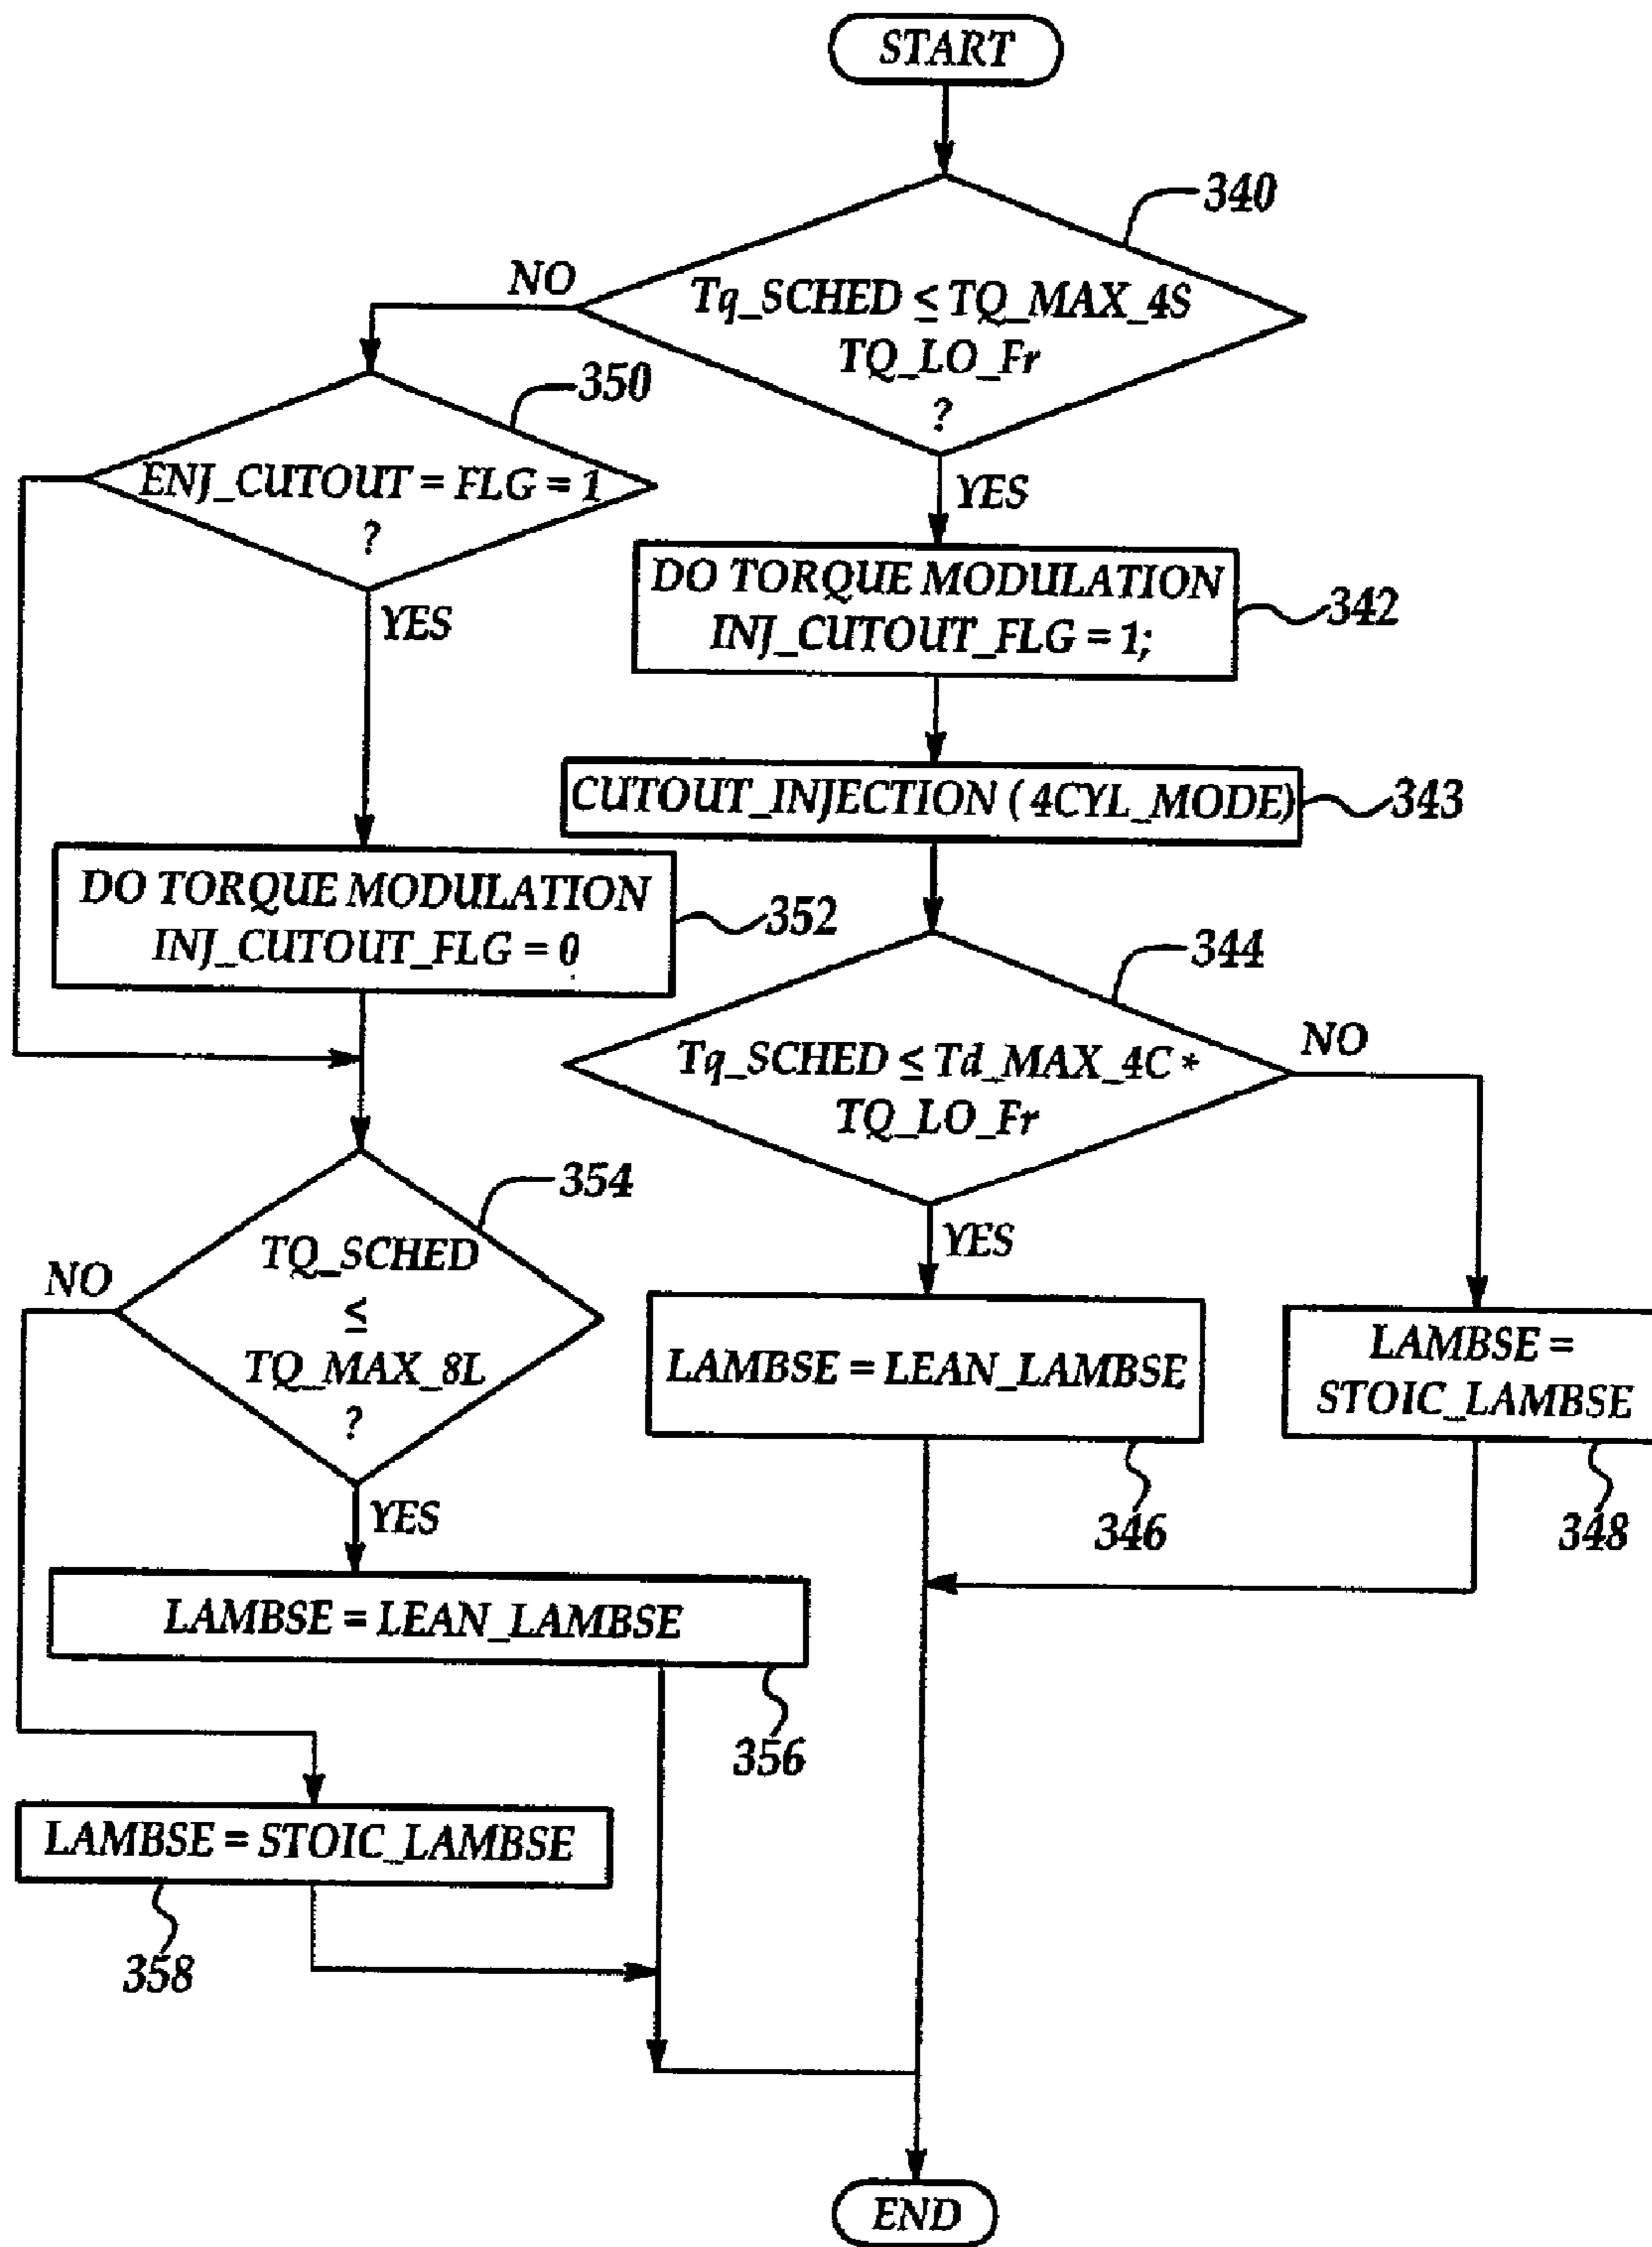 START
340
NO
Tq_SCHED ≤ TQ_MAX_4S
TQ_LO_Fr
?
350
ENJ_CUTOUT = FLG = 1
?
YES
YES
DO TORQUE MODULATION
INJ_CUTOUT_FLG = 1;
342
CUTOUT_INJECTION ( 4CYL_MODE)
343
DO TORQUE MODULATION
INJ_CUTOUT_FLG = 0
352
344
Tq_SCHED ≤ Td_MAX_4C *
TQ_LO_Fr
NO
YES
354
TQ_SCHED
≤
TQ_MAX_8L
?
NO
YES
LAMBSE = LEAN_LAMBSE
346
LAMBSE =
STOIC_LAMBSE
348
LAMBSE = LEAN_LAMBSE
356
LAMBSE = STOIC_LAMBSE
358
END